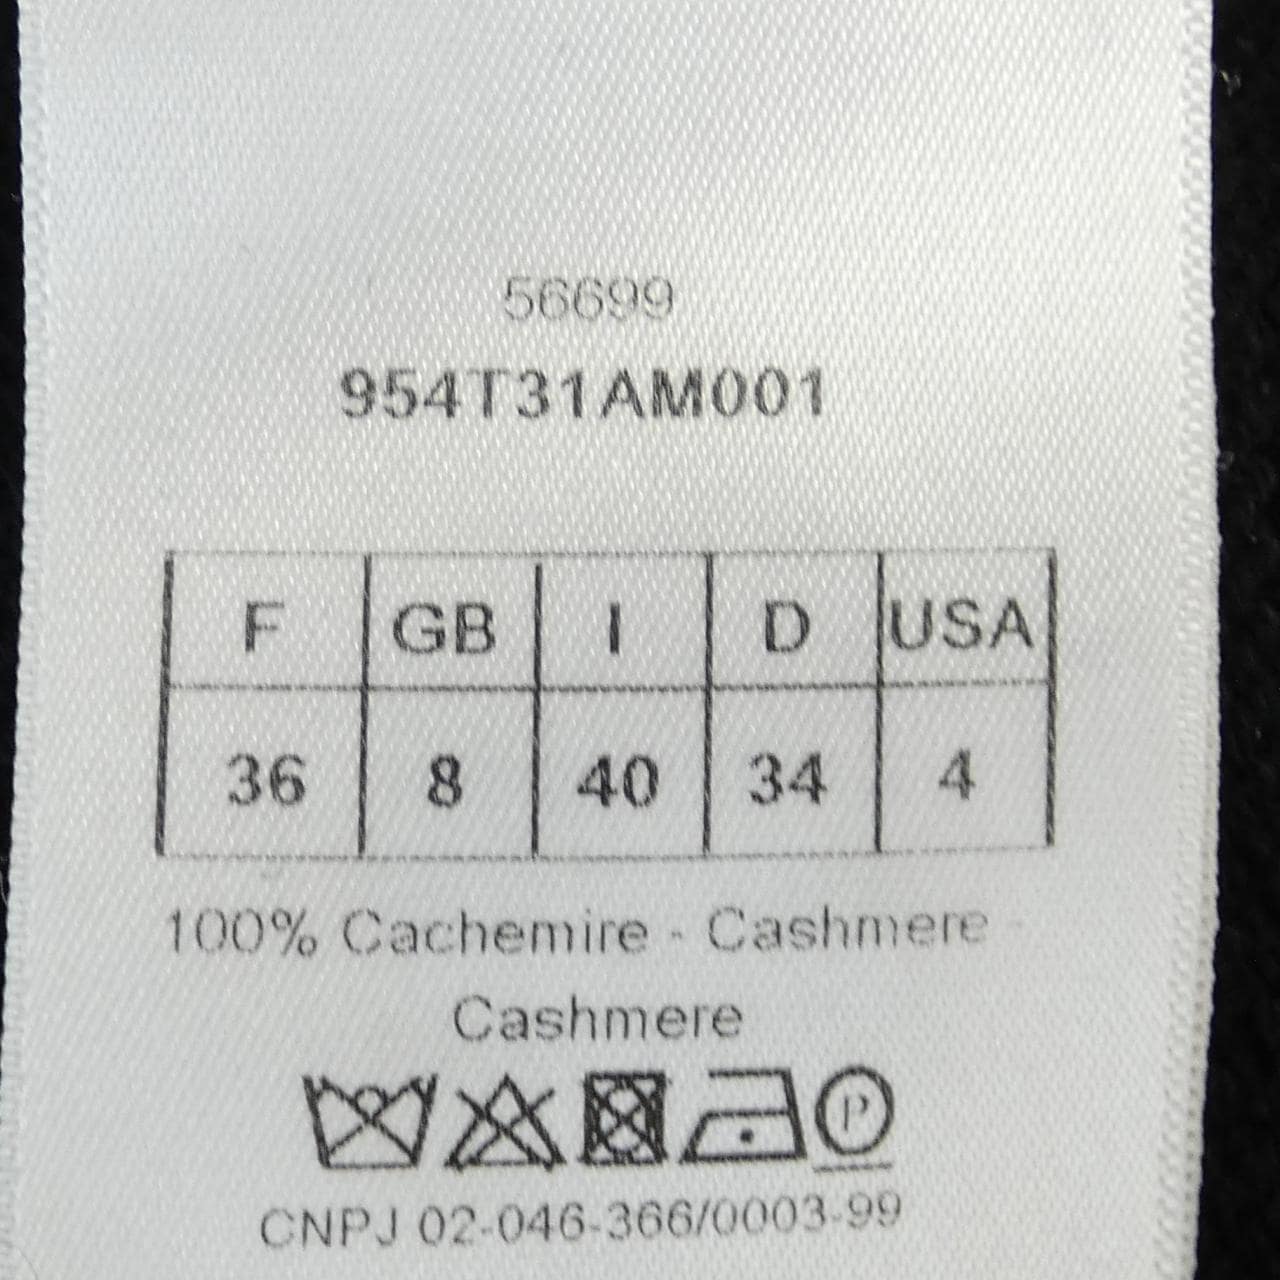 56699
954T31AM001
F GB I D USA
36 8 40 34 4
100% Cachemire - Cashmere -
Cashmere
P
CNPJ 02-046-366/0003-99